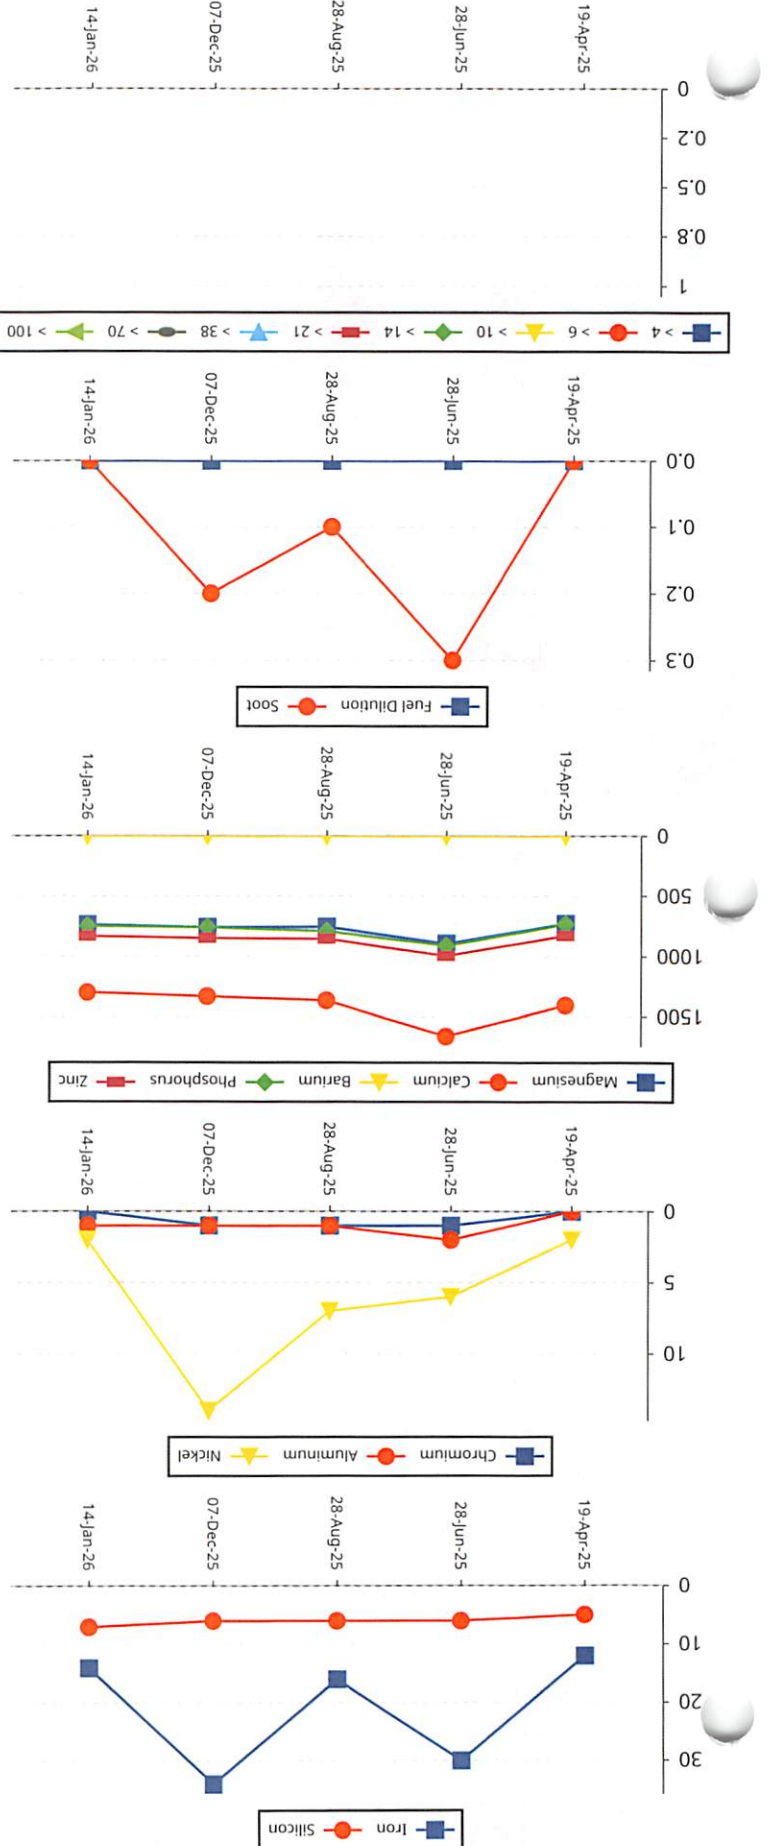 Iron Silicon
30
20
10
0
19-Apr-25 28-Jun-25 28-Aug-25 07-Dec-25 14-Jan-26
Chromium Aluminum Nickel
10
5
0
19-Apr-25 28-Jun-25 28-Aug-25 07-Dec-25 14-Jan-26
Magnesium Calcium Barium Phosphorus Zinc
1500
1000
500
0
19-Apr-25 28-Jun-25 28-Aug-25 07-Dec-25 14-Jan-26
Fuel Dilution Soot
0.3
0.2
0.1
0.0
19-Apr-25 28-Jun-25 28-Aug-25 07-Dec-25 14-Jan-26
> 4 > 6 > 10 > 14 > 21 > 38 > 70 > 100
1
0.8
0.5
0.2
0
19-Apr-25 28-Jun-25 28-Aug-25 07-Dec-25 14-Jan-26